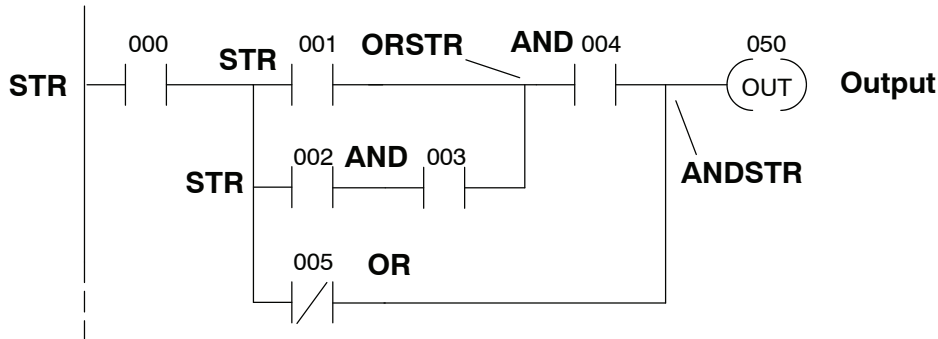 000
STR
001
ORSTR
AND
004
050
STR
OUT
Output
002
AND
003
STR
ANDSTR
005
OR